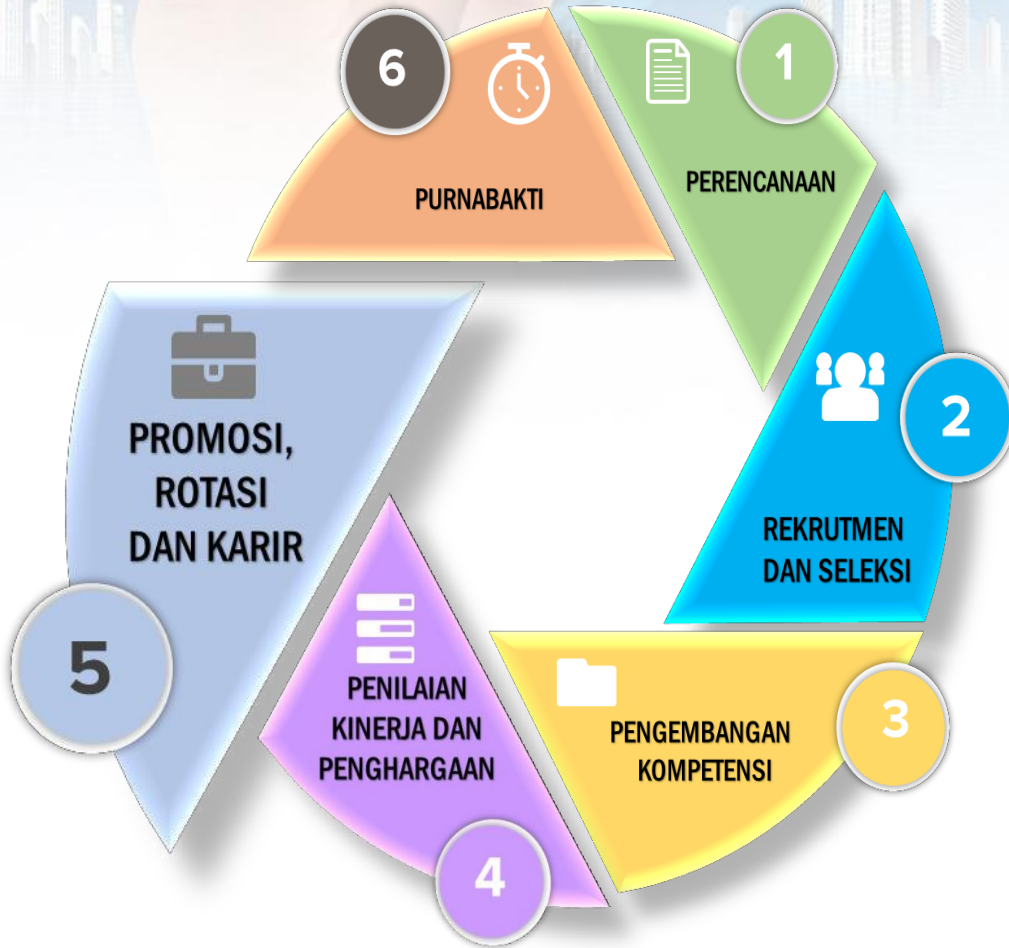 1
PERENCANAAN
2
REKRUTMEN
DAN SELEKSI
3
PENGEMBANGAN
KOMPETENSI
4
PENILAIAN
KINERJA DAN
PENGHARGAAN
5
PROMOSI,
ROTASI
DAN KARIR
6
PURNABAKTI